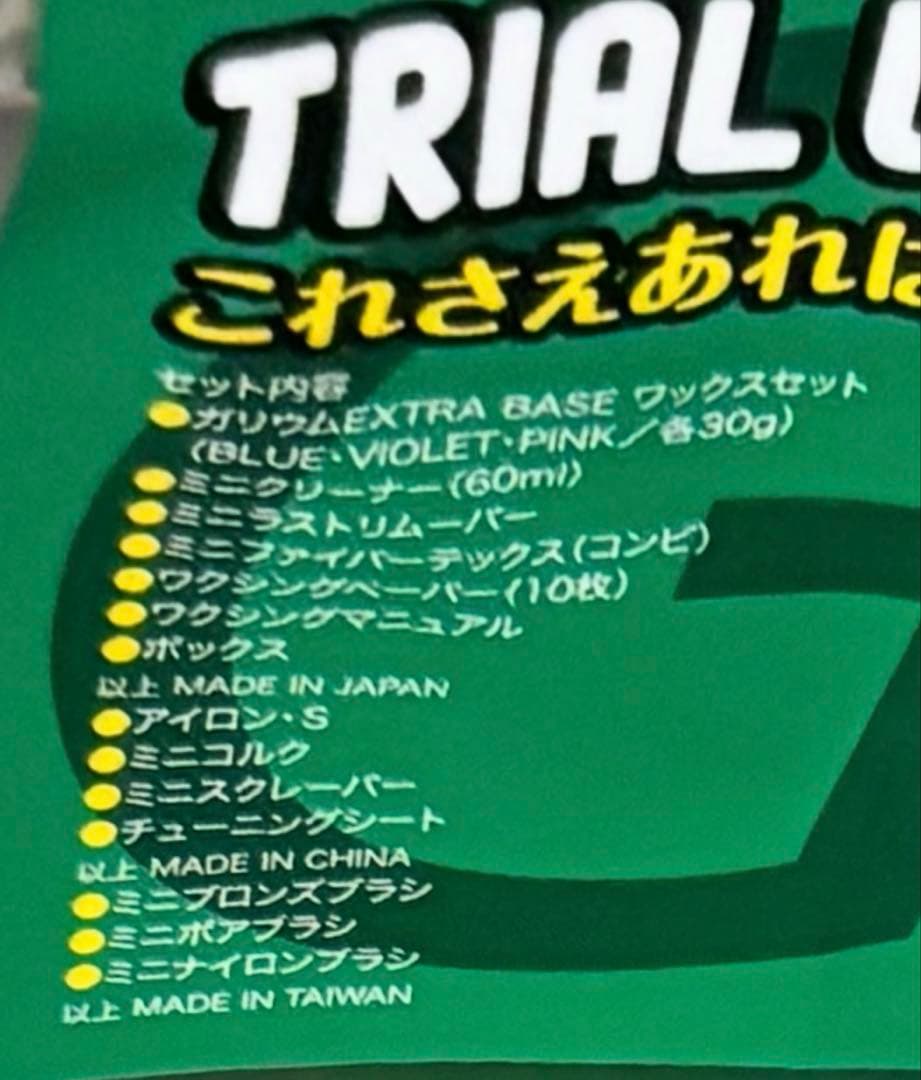 TRIAL
これさえあれば
セット内容
●ガリウムEXTRA BASE ワックスセット
(BLUE・VIOLET・PINK/各30g)
●ミニクリーナー(60ml)
●ミニラストリムーバー
●ミニファイバーテックス(コンビ)
●ワクシングペーパー(10枚)
●ワクシングマニュアル
●ボックス
以上 MADE IN JAPAN
●アイロン・S
●ミニコルク
●ミニスクレーパー
●チューニングシート
以上 MADE IN CHINA
●ミニブロンズブラシ
●ミニボアブラシ
●ミニナイロンブラシ
以上 MADE IN TAIWAN